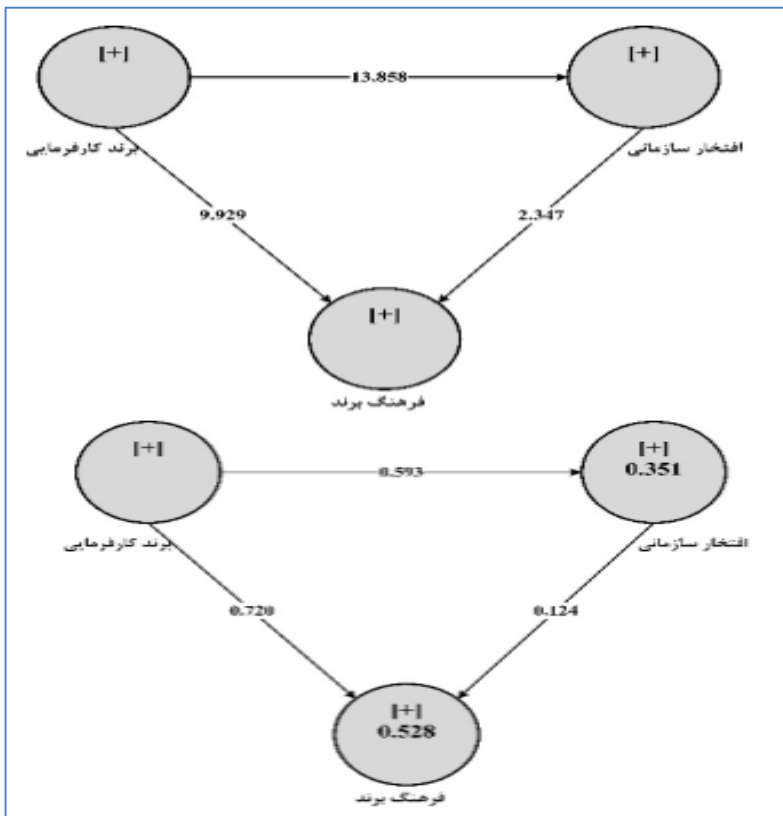 [+]
[+]
13.858
برند کارفرمایی
افتخار سازمانی
9.929
2.347
[+]
فرهنگ برند
[+]
[+]
0.351
0.593
برند کارفرمایی
افتخار سازمانی
0.720
0.124
[+]
0.528
فرهنگ برند